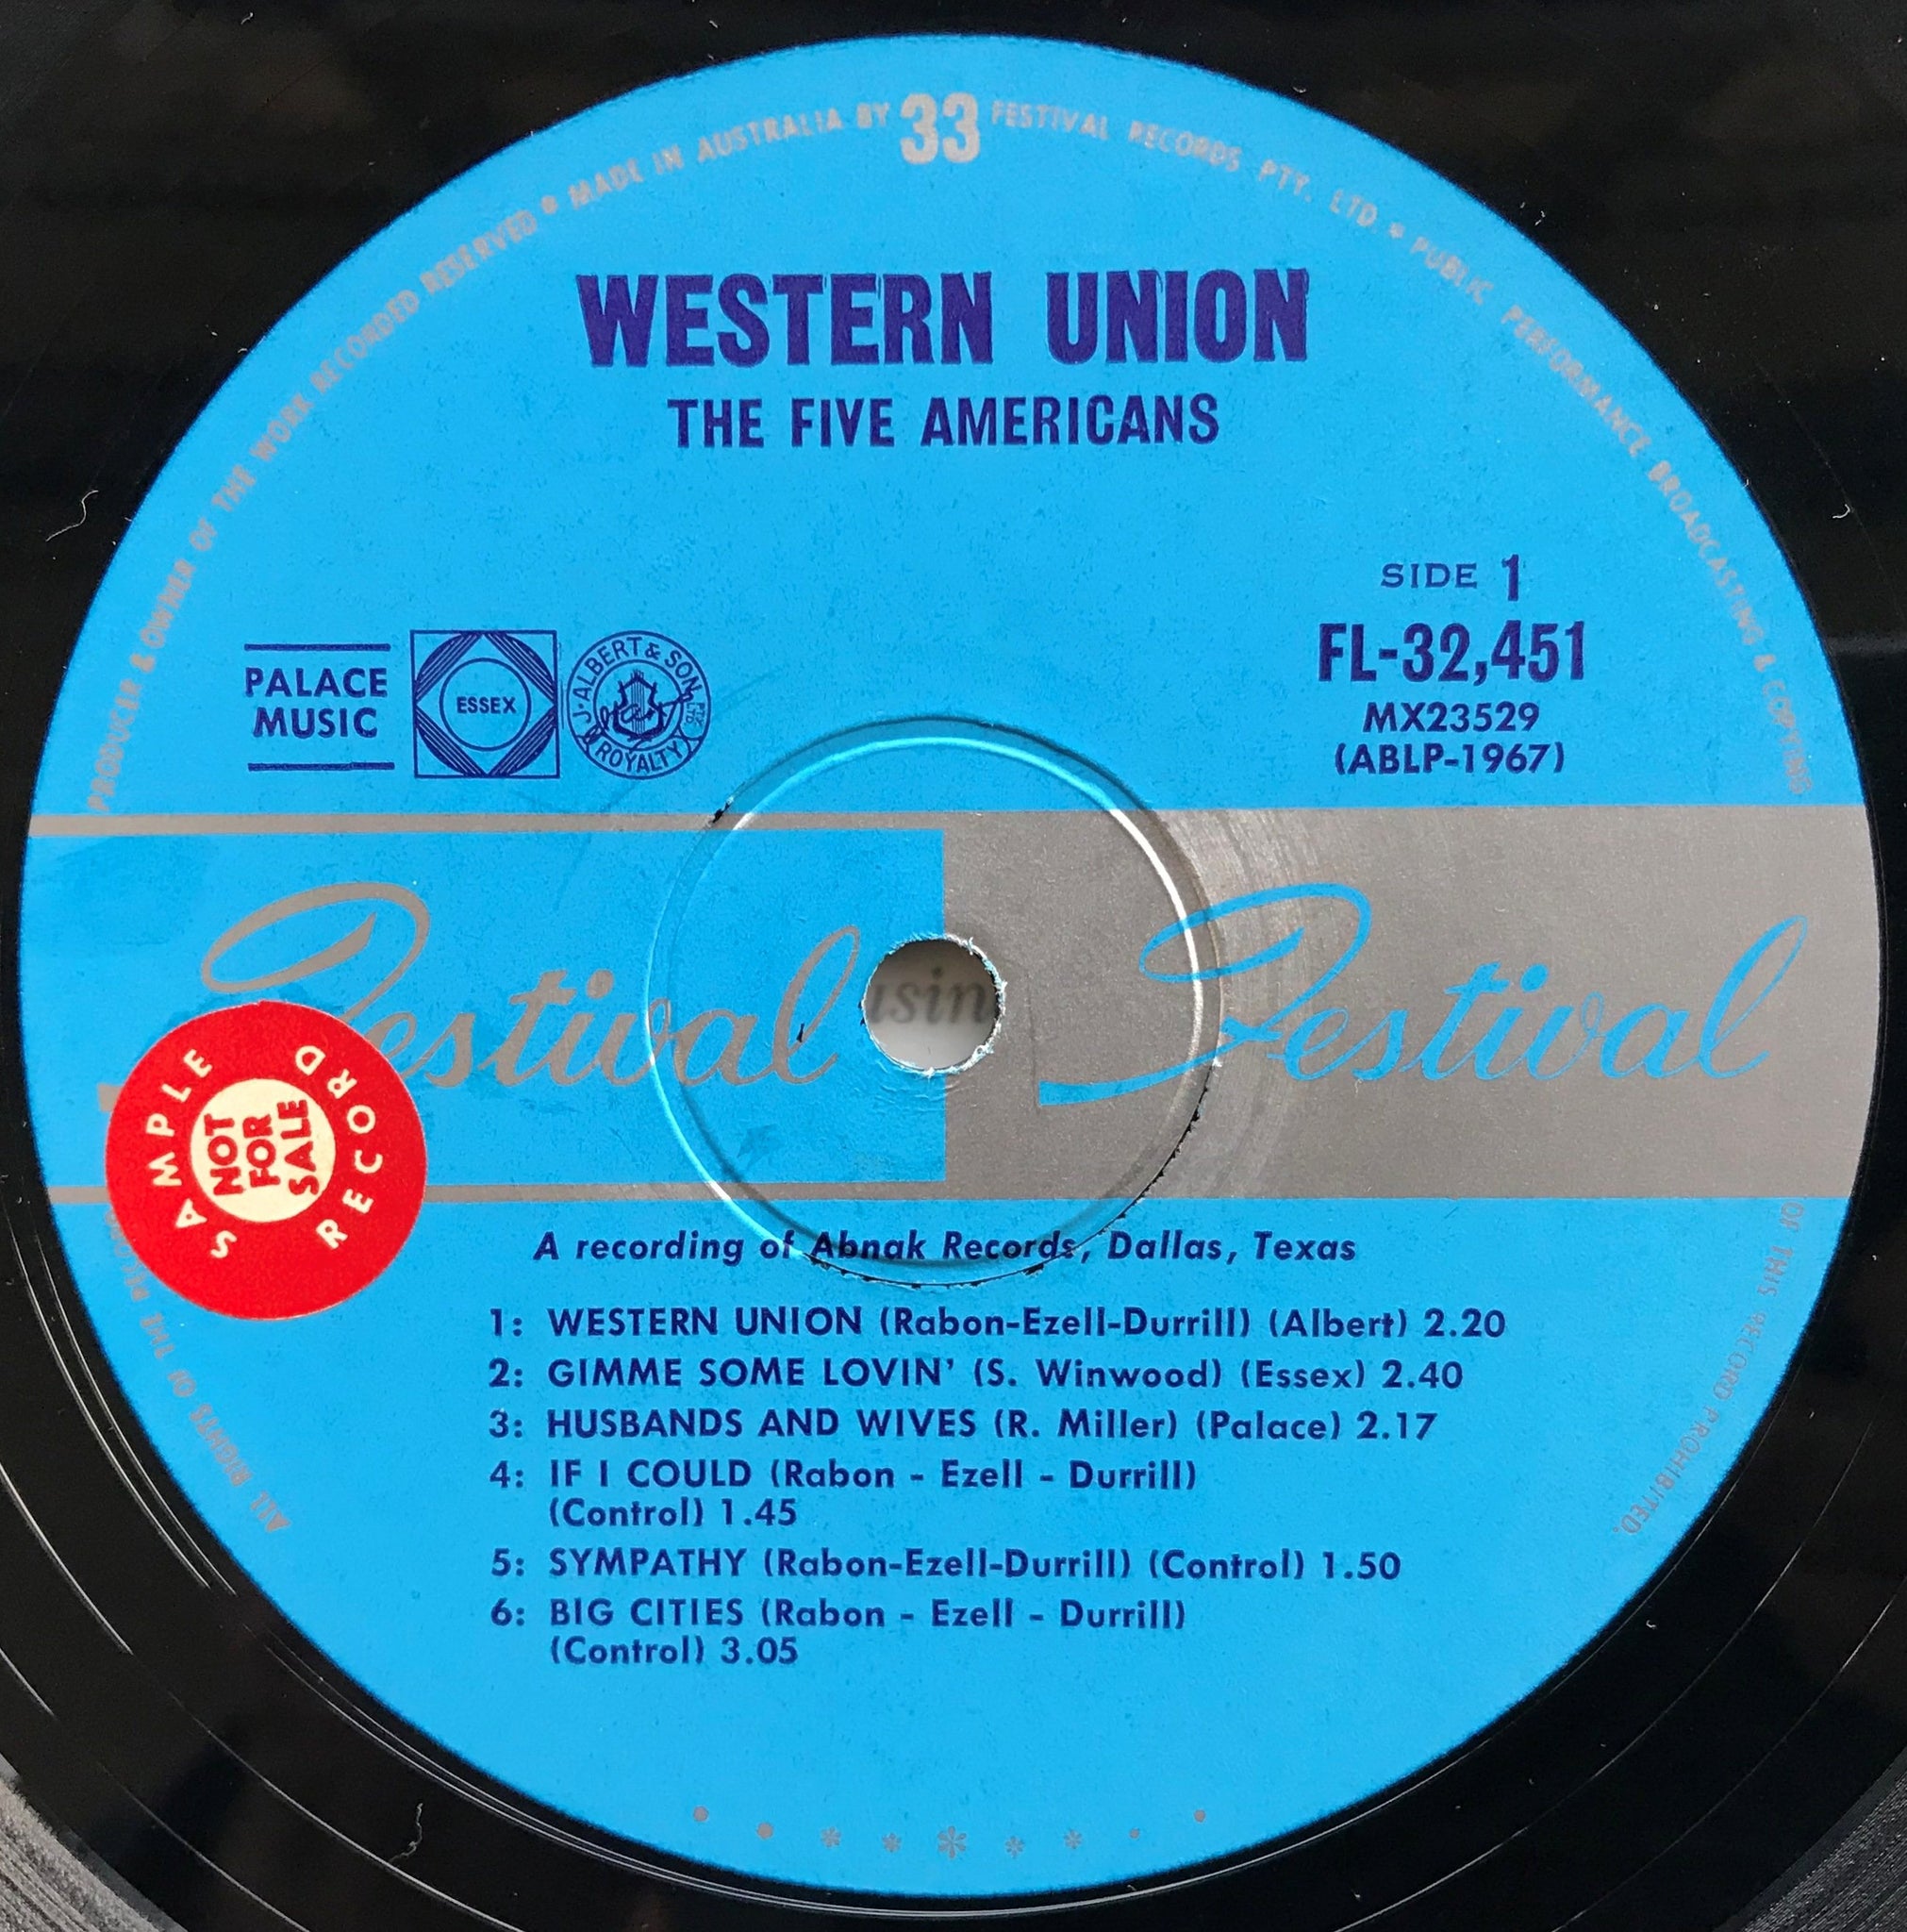 33
ALL RIGHTS OF THE
PRODUCER & OWNER OF THE WORK RECORDED RESERVED * MADE IN AUSTRALIA BY FESTIVAL RECORDS PTY. LTD. * PUBLIC PERFORMANCE BROADCASTING & COPYING
OF THIS RECORD PROHIBITED.
WESTERN UNION
THE FIVE AMERICANS
SIDE 1
FL-32,451
MX23529
(ABLP-1967)
PALACE
MUSIC
ESSEX
J. ALBERT & SON PTY. LTD.
ROYALTY
Festival Festival
usin
SAMPLE RECORD
NOT
FOR
SALE
A recording of Abnak Records, Dallas, Texas
1: WESTERN UNION (Rabon-Ezell-Durrill) (Albert) 2.20
2: GIMME SOME LOVIN' (S. Winwood) (Essex) 2.40
3: HUSBANDS AND WIVES (R. Miller) (Palace) 2.17
4: IF I COULD (Rabon - Ezell - Durrill)
(Control) 1.45
5: SYMPATHY (Rabon-Ezell-Durrill) (Control) 1.50
6: BIG CITIES (Rabon - Ezell - Durrill)
(Control) 3.05